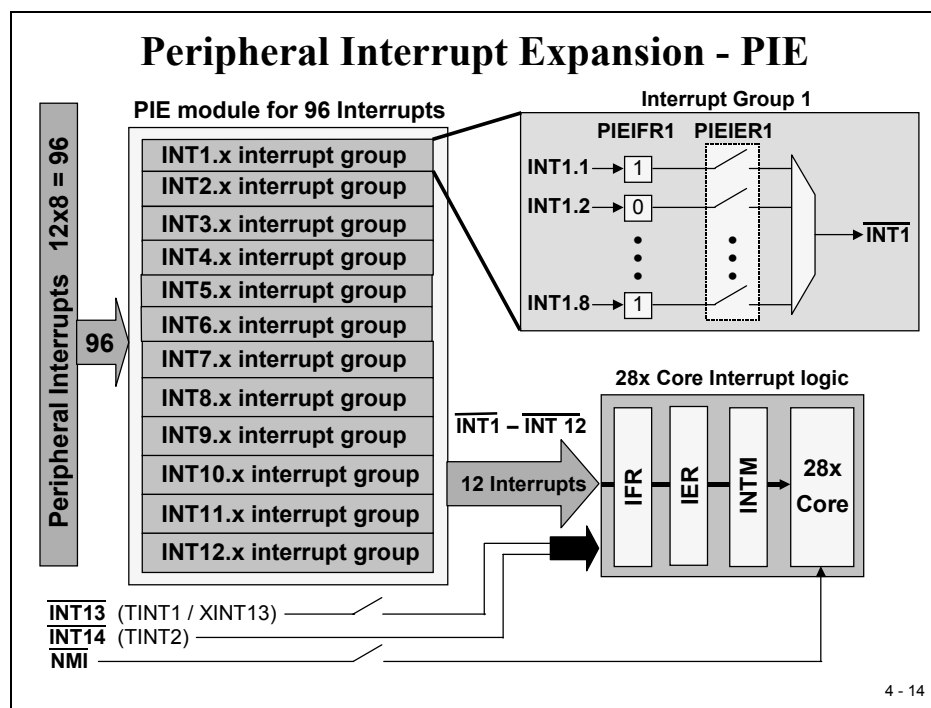 Peripheral Interrupt Expansion - PIE
Peripheral Interrupts 12x8 = 96
96
PIE module for 96 Interrupts
INT1.x interrupt group
INT2.x interrupt group
INT3.x interrupt group
INT4.x interrupt group
INT5.x interrupt group
INT6.x interrupt group
INT7.x interrupt group
INT8.x interrupt group
INT9.x interrupt group
INT10.x interrupt group
INT11.x interrupt group
INT12.x interrupt group
Interrupt Group 1
PIEIFR1 PIEIER1
INT1.1 1
INT1.2 0
INT1.8 1
INT1
28x Core Interrupt logic
INT1 – INT 12
12 Interrupts
IFR
IER
INTM
28x
Core
INT13 (TINT1 / XINT13)
INT14 (TINT2)
NMI
4 - 14